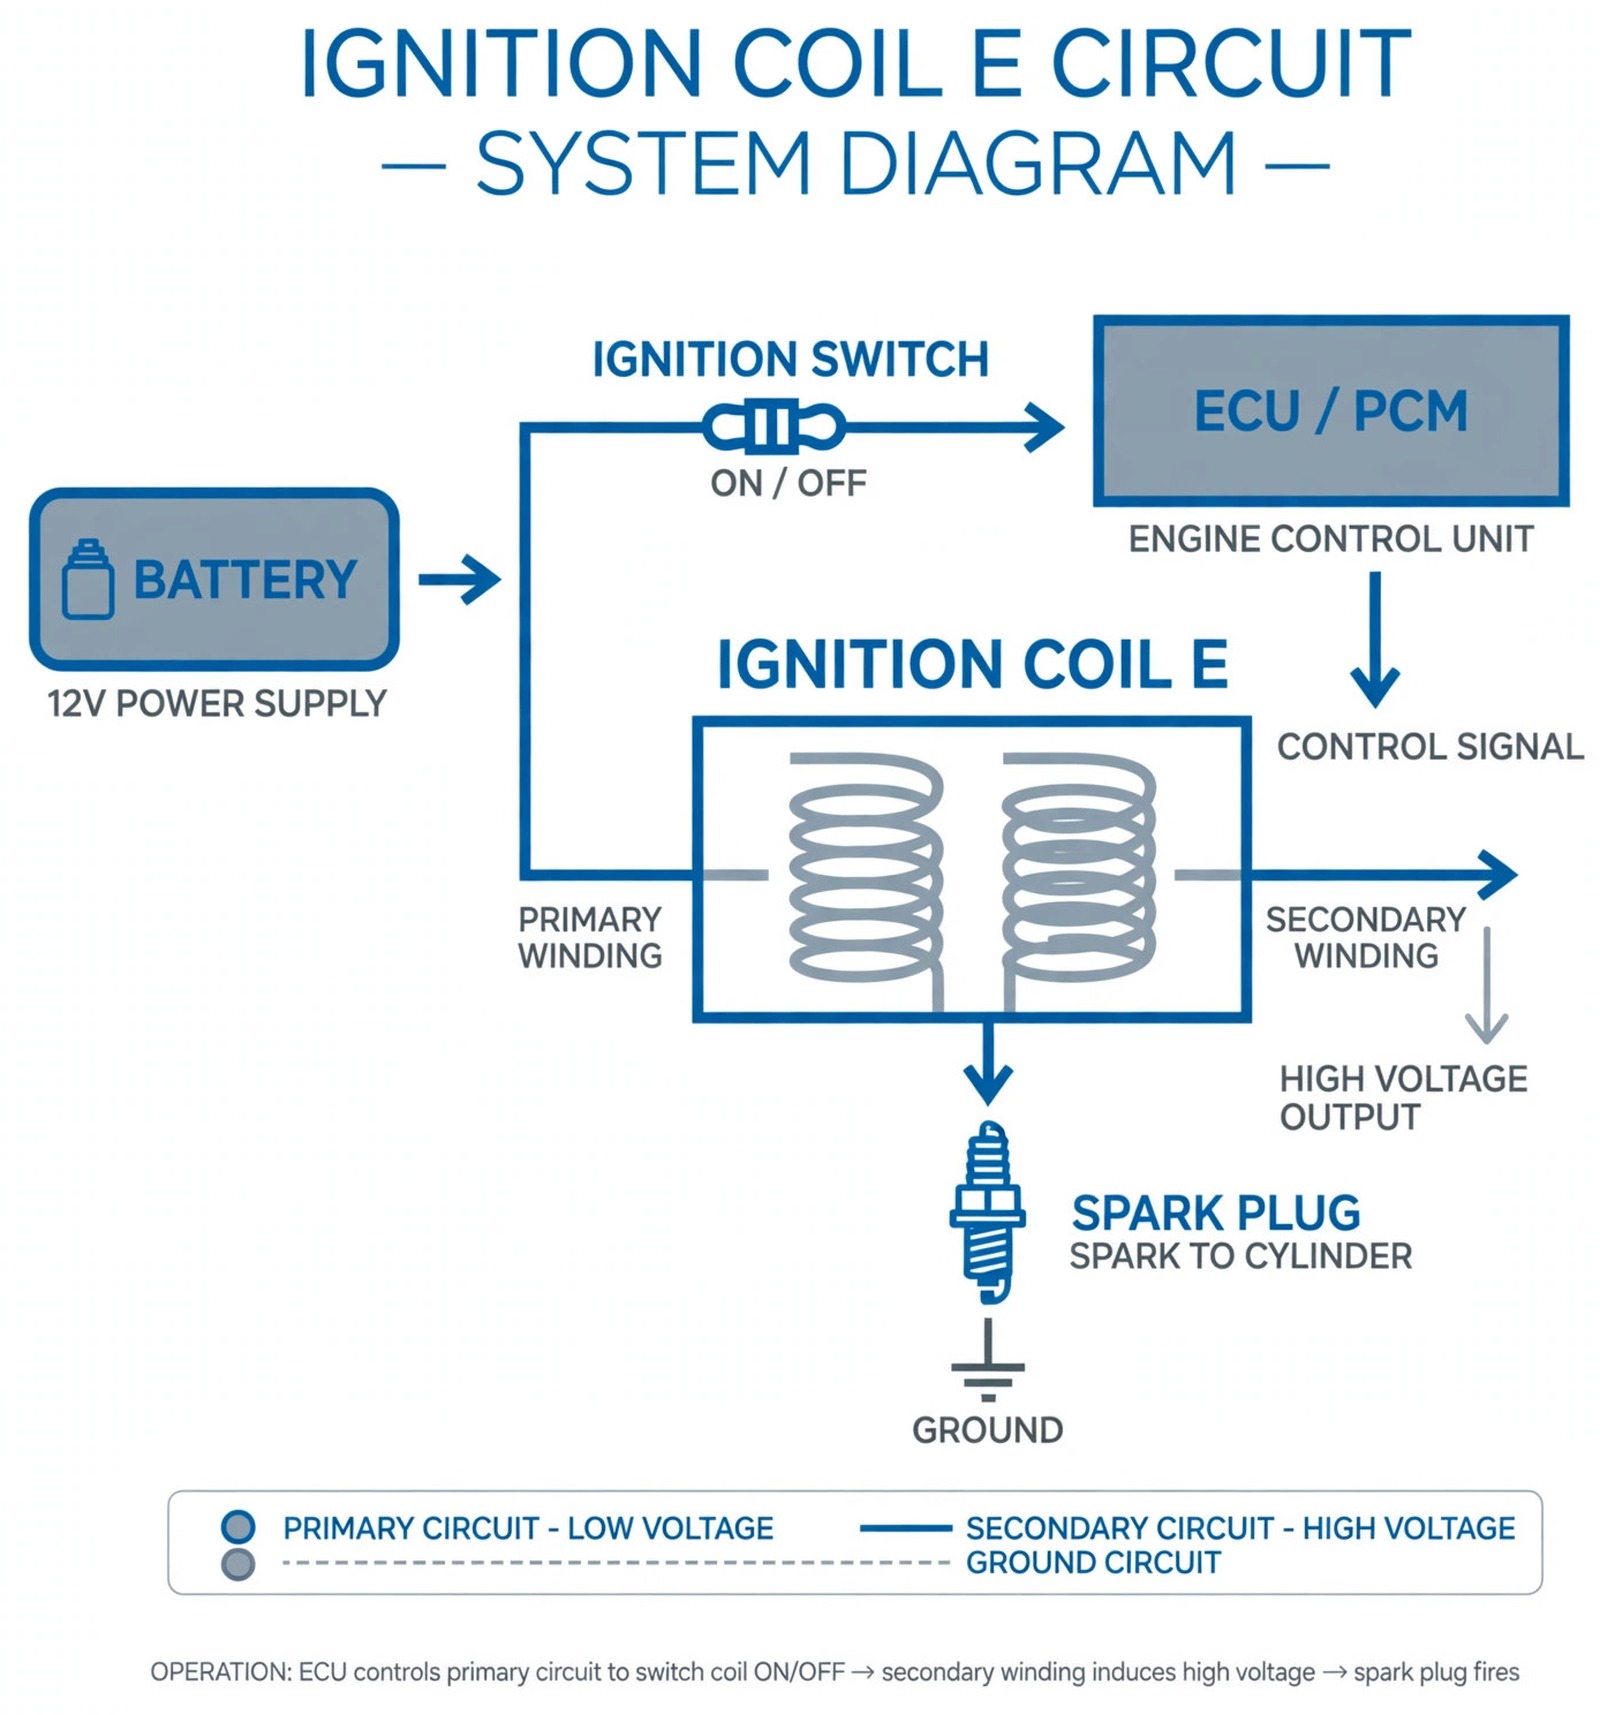 IGNITION COIL E CIRCUIT
— SYSTEM DIAGRAM —
IGNITION SWITCH
ON / OFF
ECU / PCM
ENGINE CONTROL UNIT
BATTERY
12V POWER SUPPLY
IGNITION COIL E
CONTROL SIGNAL
PRIMARY
WINDING
SECONDARY
WINDING
HIGH VOLTAGE
OUTPUT
SPARK PLUG
SPARK TO CYLINDER
GROUND
PRIMARY CIRCUIT - LOW VOLTAGE
SECONDARY CIRCUIT - HIGH VOLTAGE
GROUND CIRCUIT
OPERATION: ECU controls primary circuit to switch coil ON/OFF → secondary winding induces high voltage → spark plug fires